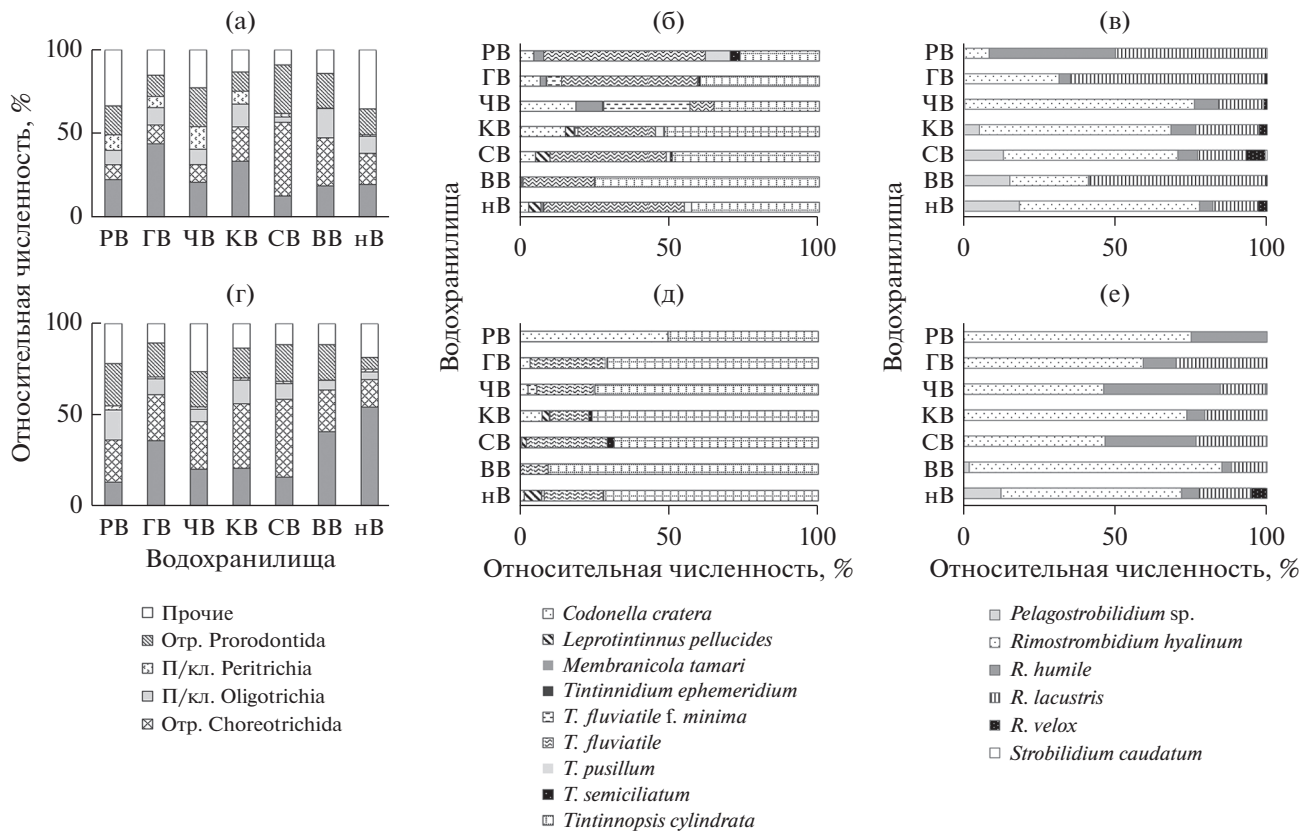 (а)
100
50
0
РВ ГВ ЧВ КВ СВ ВВ нВ
(г)
100
50
0
РВ ГВ ЧВ КВ СВ ВВ нВ
Водохранилища
Относительная численность, %
Прочие
Отр. Prorodontida
П/кл. Peritrichia
П/кл. Oligotrichia
Отр. Choreotrichida
(б)
РВ
ГВ
ЧВ
КВ
СВ
ВВ
нВ
0 50 100
(д)
РВ
ГВ
ЧВ
КВ
СВ
ВВ
нВ
0 50 100
Водохранилища
Относительная численность, %
Codonella cratera
Leprotintinnus pellucides
Membranicola tamari
Tintinnidium ephemeridium
T. fluviatile f. minima
T. fluviatile
T. pusillum
T. semiciliatum
Tintinnopsis cylindrata
(в)
РВ
ГВ
ЧВ
КВ
СВ
ВВ
нВ
0 50 100
(е)
РВ
ГВ
ЧВ
КВ
СВ
ВВ
нВ
0 50 100
Водохранилища
Относительная численность, %
Pelagostrobilidium sp.
Rimostrombidium hyalinum
R. humile
R. lacustris
R. velox
Strobilidium caudatum